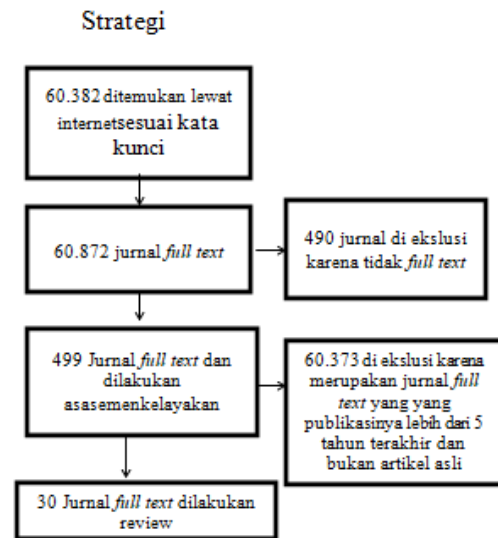 Strategi
60.382 ditemukan lewat
internetsesuai kata
kunci
60.872 jurnal full text
490 jurnal di ekslusi
karena tidak full text
499 Jurnal full text dan
dilakukan
asasemenkelayakan
60.373 di ekslusi karena
merupakan jurnal full
text yang yang
publikasinya lebih dari 5
tahun terakhir dan
bukan artikel asli
30 Jurnal full text dilakukan
review